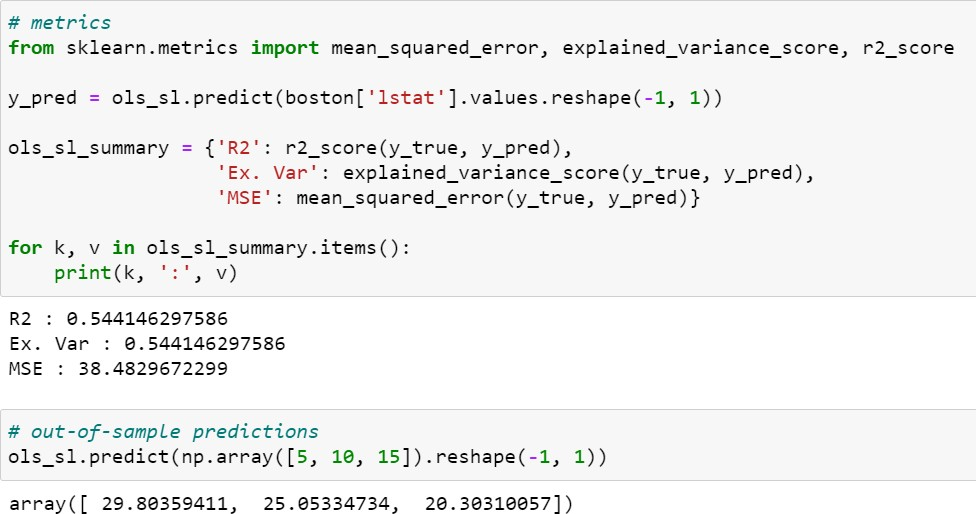 # metrics
from sklearn.metrics import mean_squared_error, explained_variance_score, r2_score
y_pred = ols_sl.predict(boston['lstat'].values.reshape(-1, 1))
ols_sl_summary = {'R2': r2_score(y_true, y_pred),
'Ex. Var': explained_variance_score(y_true, y_pred),
'MSE': mean_squared_error(y_true, y_pred)}
for k, v in ols_sl_summary.items():
print(k, ':', v)
R2 : 0.544146297586
Ex. Var : 0.544146297586
MSE : 38.4829672299
# out-of-sample predictions
ols_sl.predict(np.array([5, 10, 15]).reshape(-1, 1))
array([ 29.80359411,  25.05334734,  20.30310057])